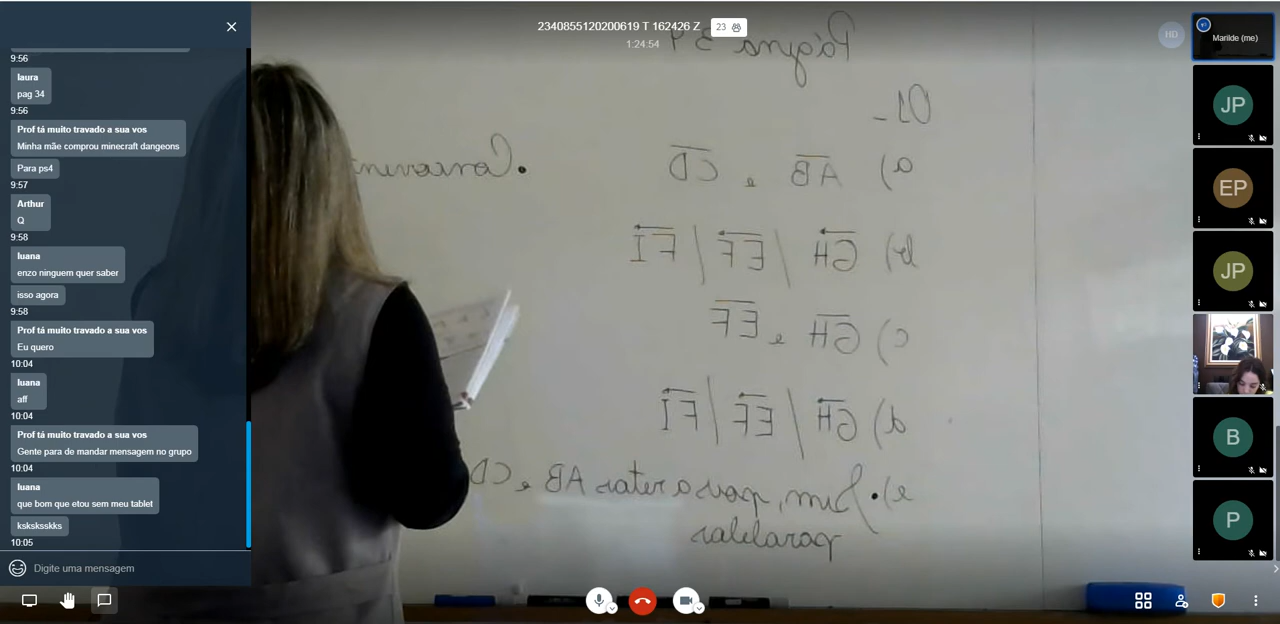 9:56
laura
pag 34
9:56
Prof tá muito travado a sua vos
Minha mãe comprou minecraft dangeons
Para ps4
9:57
Arthur
Q
9:58
luana
enzo ninguem quer saber
isso agora
9:58
Prof tá muito travado a sua vos
Eu quero
10:04
luana
aff
10:04
Prof tá muito travado a sua vos
Gente para de mandar mensagem no grupo
10:04
luana
que bom que etou sem meu tablet
ksksksskks
10:05
Digite uma mensagem
2340855120200619 T 162426 Z
23
1:24:54
Página 34
01-
a) AB e CD
b) GH / EF / FI
c) GH e EF
d) GH / EF / FI
e) • Sim, para o retas AB e CD
paralelas
HD
Marilde (me)
JP
EP
JP
B
P